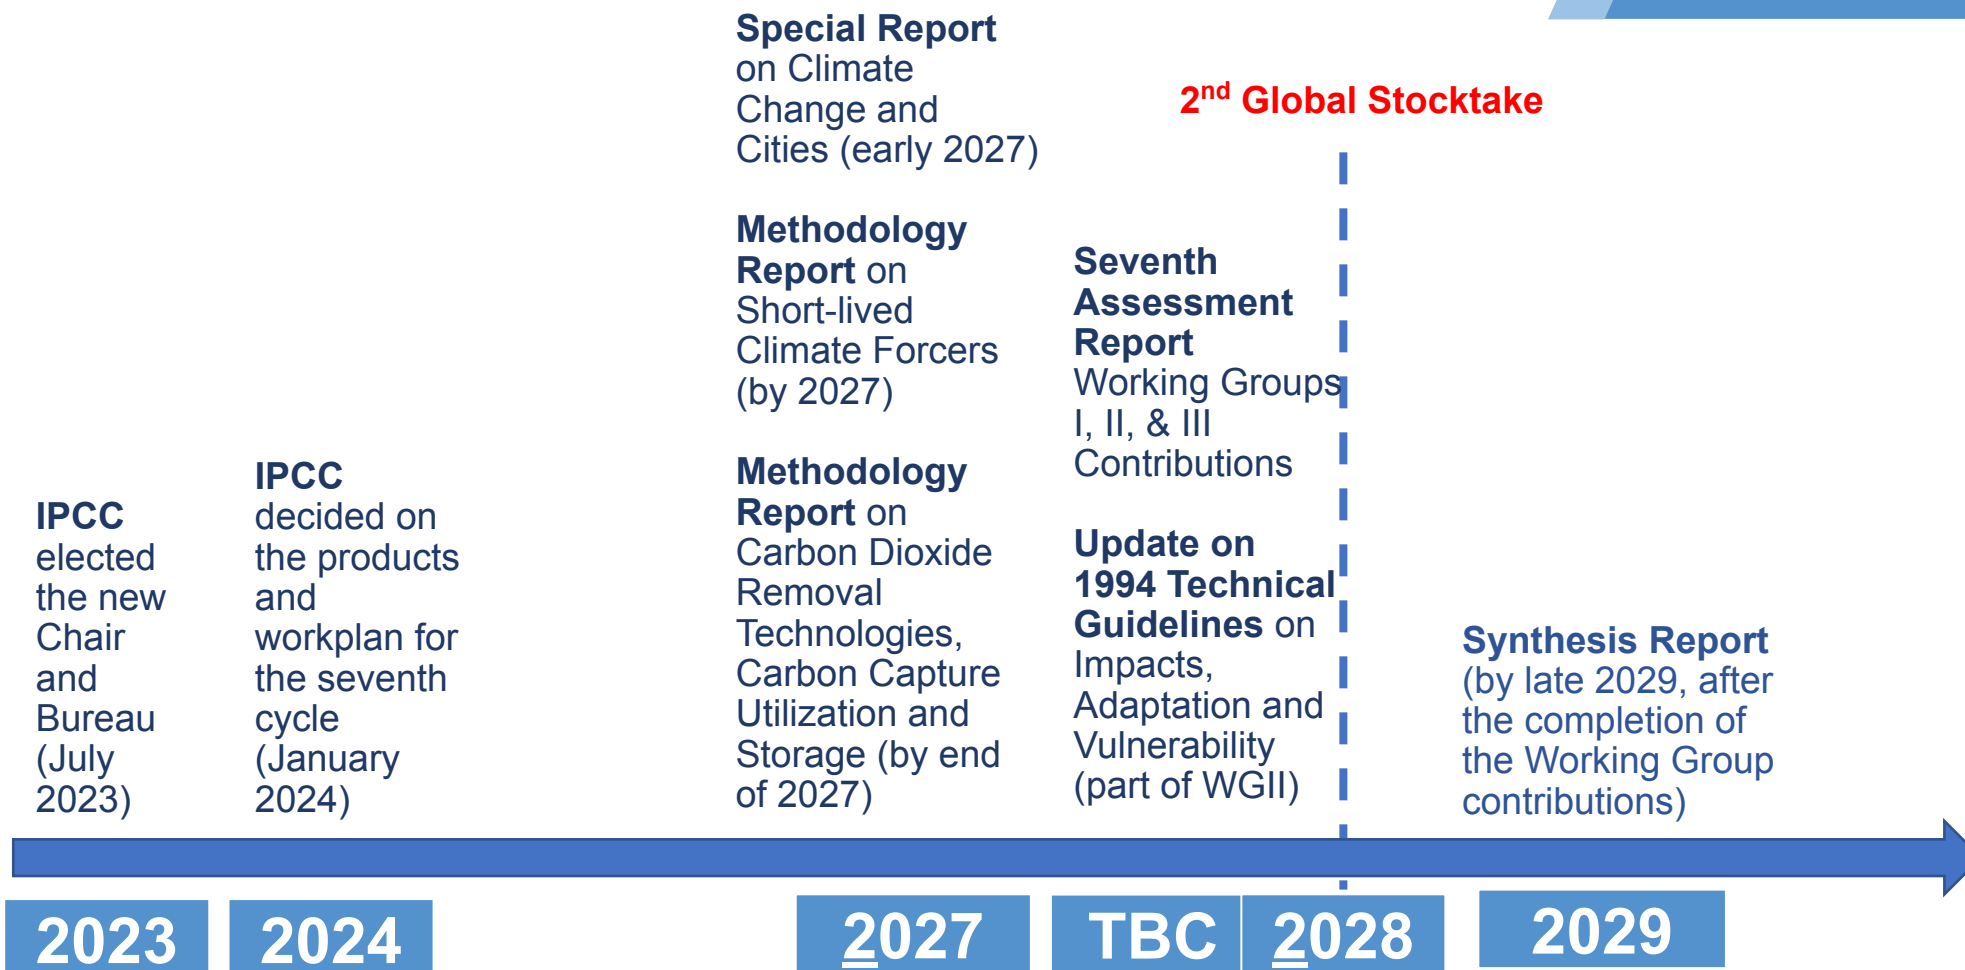 Special Report
on Climate
Change and
Cities (early 2027)
2nd Global Stocktake
Methodology
Report on
Short-lived
Climate Forcers
(by 2027)
Methodology
Report on
Carbon Dioxide
Removal
Technologies,
Carbon Capture
Utilization and
Storage (by end
of 2027)
Seventh
Assessment
Report
Working Groups
I, II, & III
Contributions
Update on
1994 Technical
Guidelines on
Impacts,
Adaptation and
Vulnerability
(part of WGII)
IPCC
elected
the new
Chair
and
Bureau
(July
2023)
IPCC
decided on
the products
and
workplan for
the seventh
cycle
(January
2024)
Synthesis Report
(by late 2029, after
the completion of
the Working Group
contributions)
2023
2024
2027
TBC
2028
2029